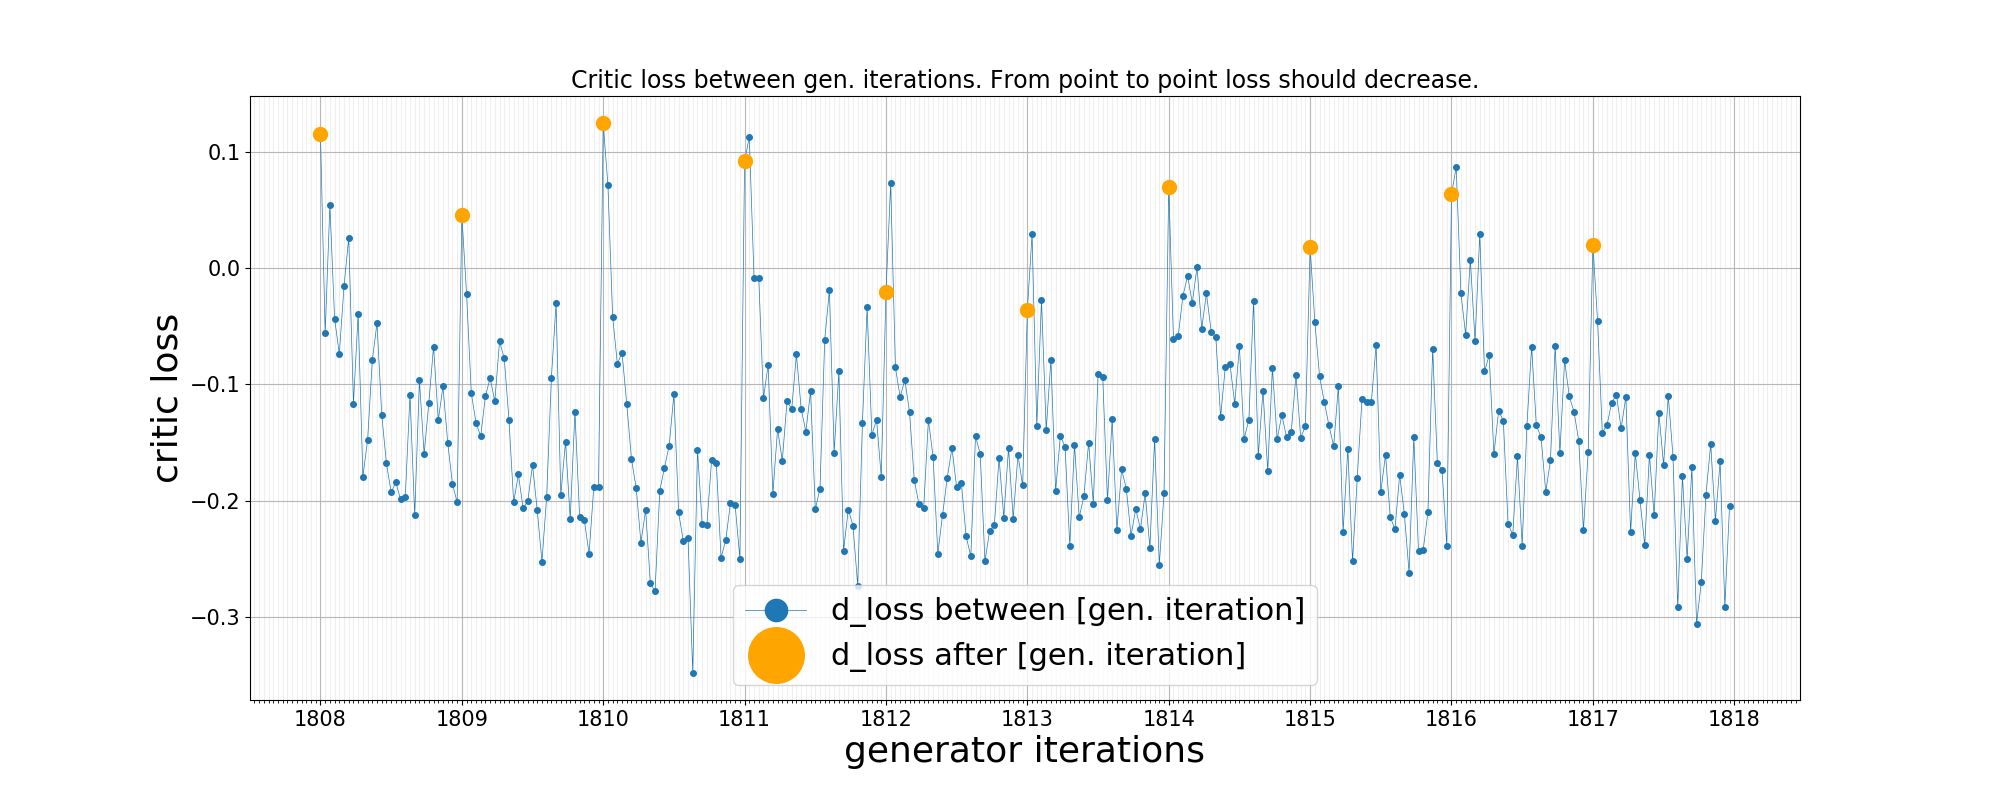 Critic loss between gen. iterations. From point to point loss should decrease.
critic loss
0.1
0.0
−0.1
−0.2
−0.3
d_loss between [gen. iteration]
d_loss after [gen. iteration]
1808 1809 1810 1811 1812 1813 1814 1815 1816 1817 1818
generator iterations